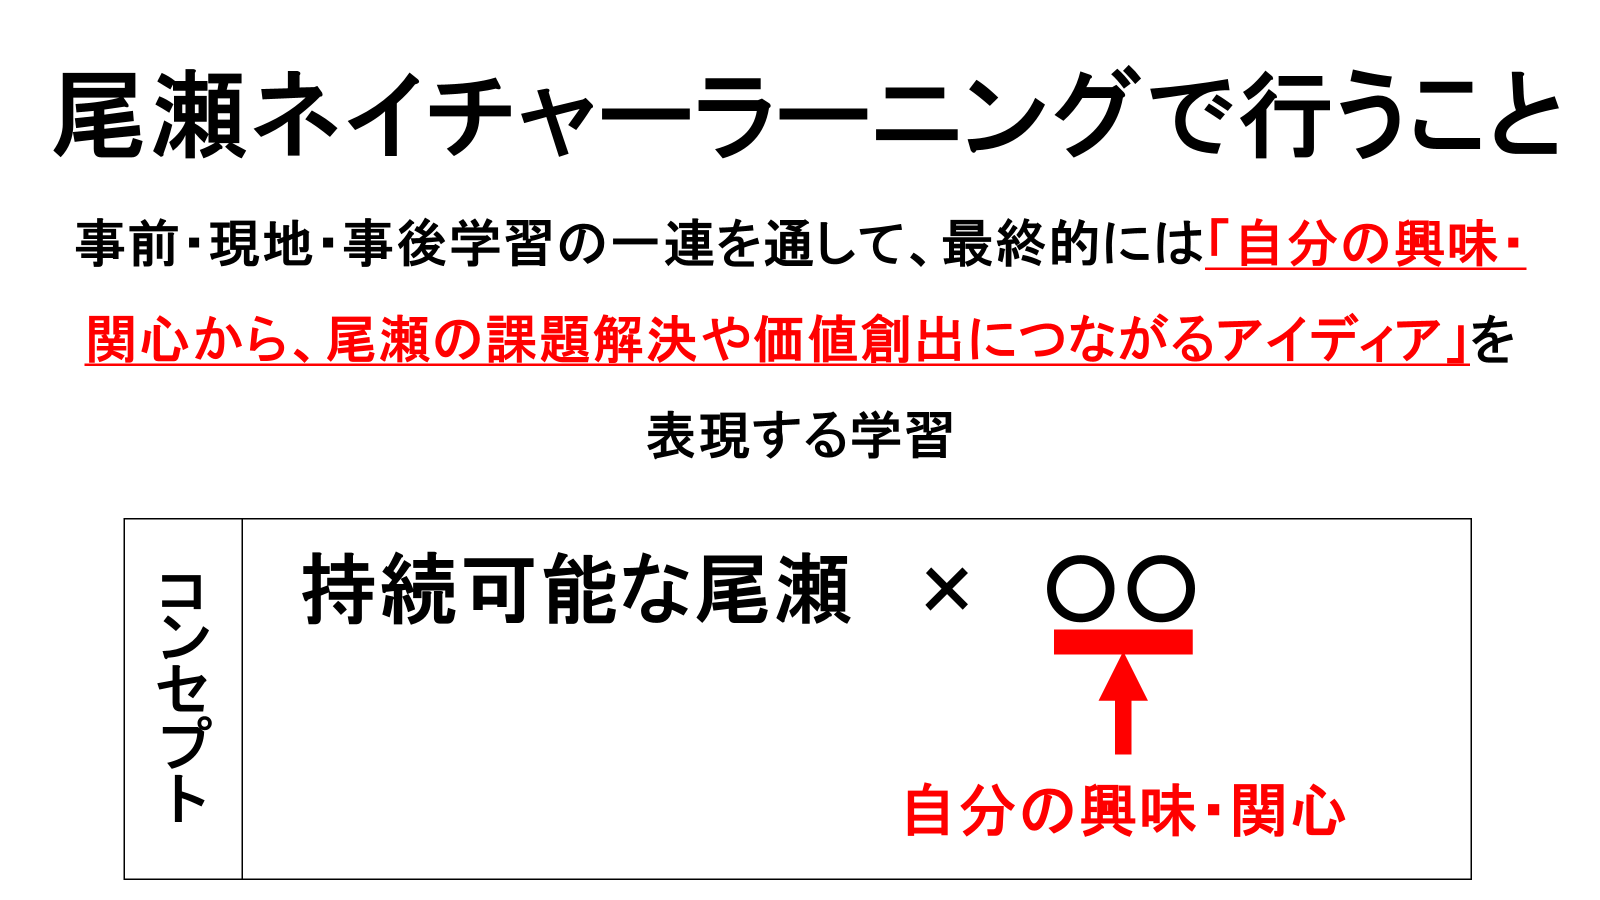 尾瀬ネイチャーラーニングで行うこと
事前・現地・事後学習の一連を通して、最終的には「自分の興味・
関心から、尾瀬の課題解決や価値創出につながるアイディア」を
表現する学習
コンセプト
持続可能な尾瀬 × ○○
自分の興味・関心